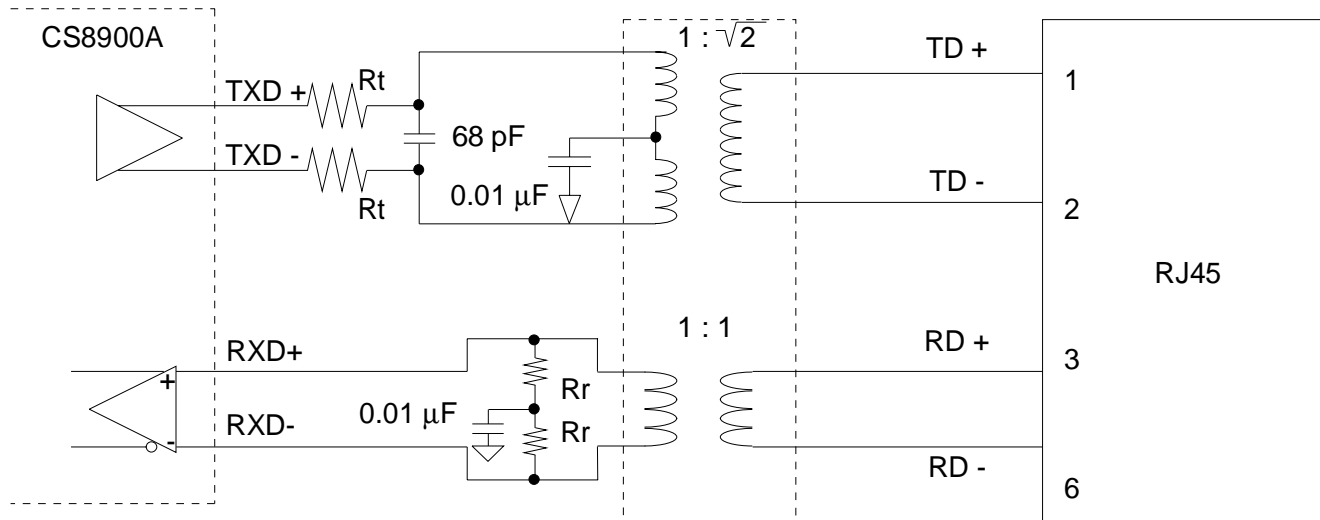 CS8900A
1 : √2
TD +
1
TXD +
Rt
68 pF
TXD -
Rt
0.01 μF
TD -
2
RJ45
1 : 1
RXD+
RD +
3
+
Rr
0.01 μF
RXD-
Rr
-
RD -
6